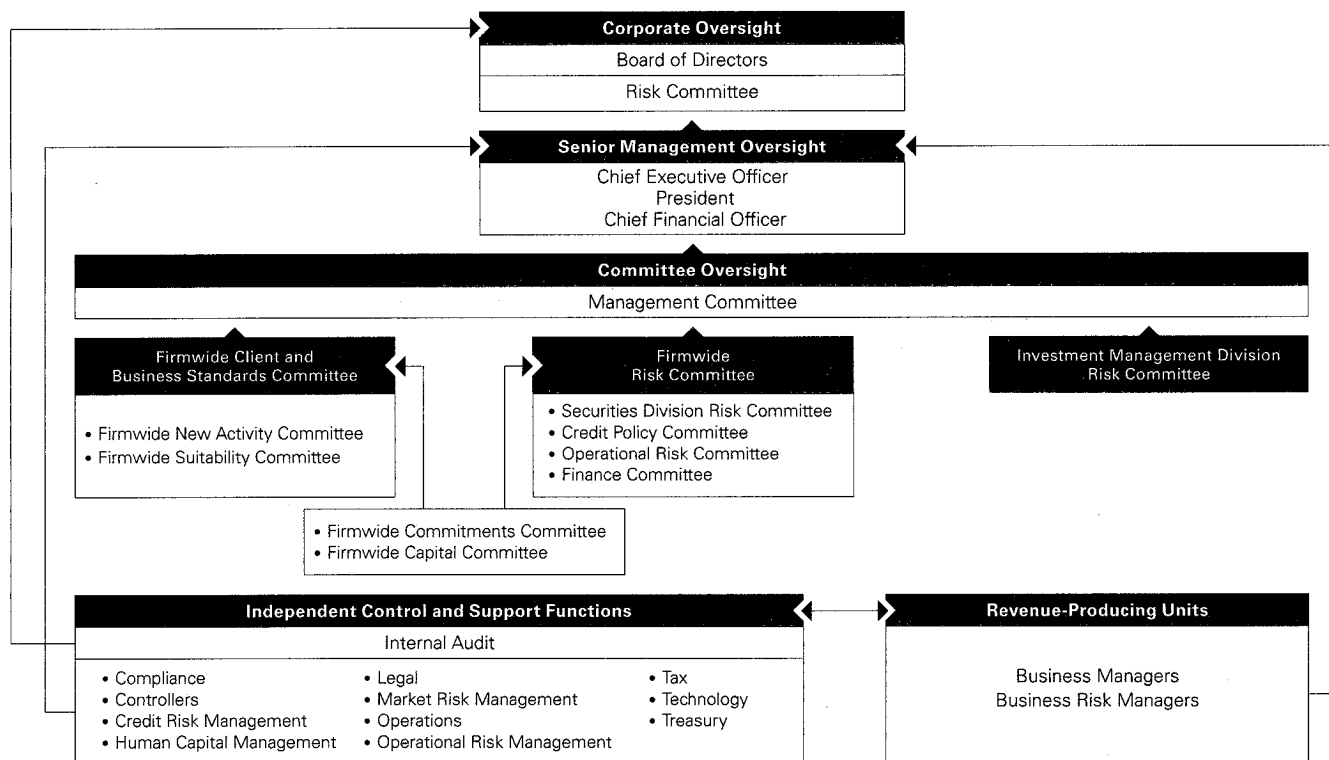 Corporate Oversight
Board of Directors
Risk Committee
Senior Management Oversight
Chief Executive Officer
President
Chief Financial Officer
Committee Oversight
Management Committee
Firmwide Client and
Business Standards Committee
• Firmwide New Activity Committee
• Firmwide Suitability Committee
Firmwide
Risk Committee
• Securities Division Risk Committee
• Credit Policy Committee
• Operational Risk Committee
• Finance Committee
Investment Management Division
Risk Committee
• Firmwide Commitments Committee
• Firmwide Capital Committee
Independent Control and Support Functions
Internal Audit
• Compliance
• Controllers
• Credit Risk Management
• Human Capital Management
• Legal
• Market Risk Management
• Operations
• Operational Risk Management
• Tax
• Technology
• Treasury
Revenue-Producing Units
Business Managers
Business Risk Managers